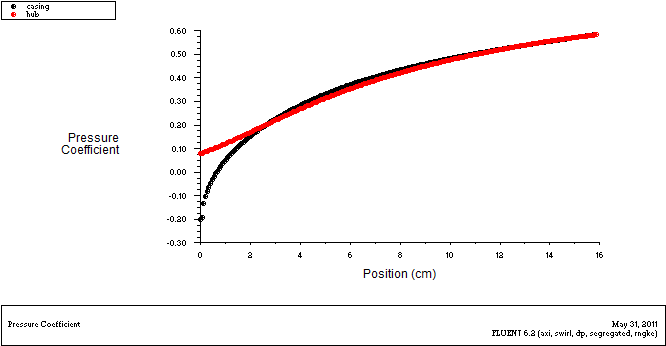 casing
hub
0.60
0.50
0.40
0.30
Pressure
Coefficient
0.20
0.10
0.00
-0.10
-0.20
-0.30
0 2 4 6 8 10 12 14 16
Position (cm)
Pressure Coefficient
May 31, 2011
FLUENT 6.2 (axi, swirl, dp, segregated, rngke)